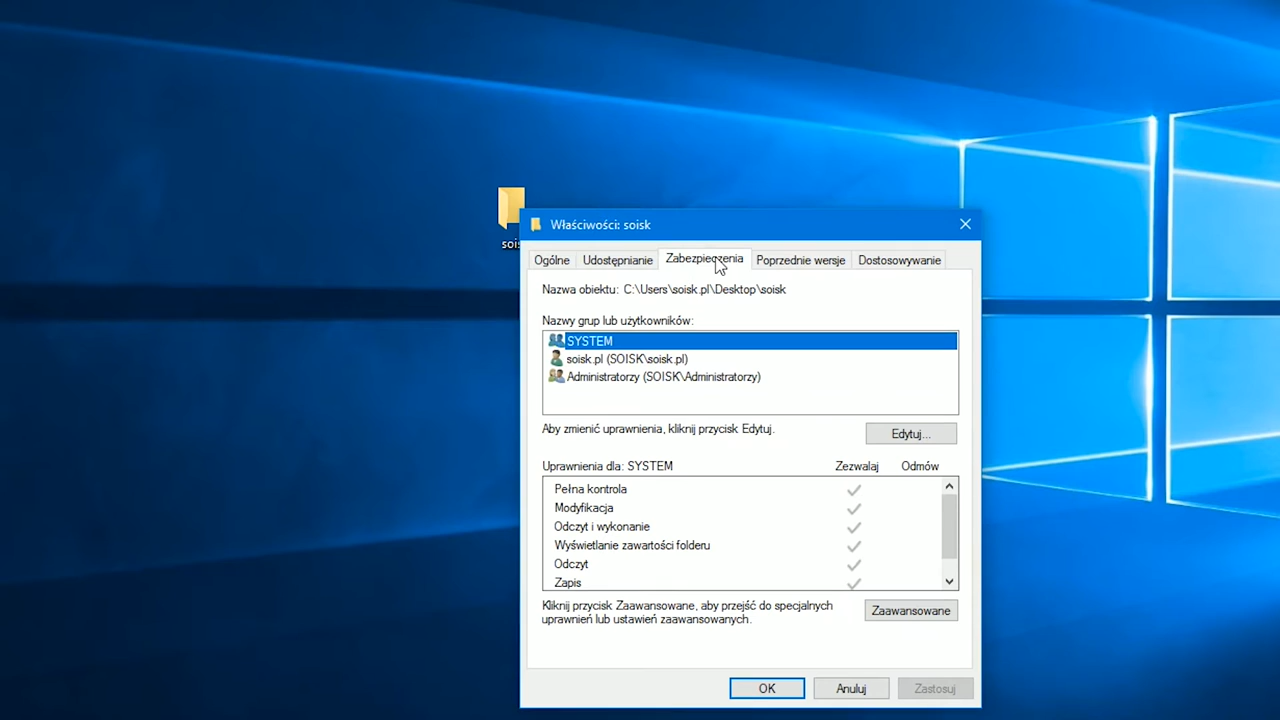 sois
Właściwości: soisk
Ogólne Udostępnianie Zabezpieczenia Poprzednie wersje Dostosowywanie
Nazwa obiektu: C:\Users\soisk.pl\Desktop\soisk
Nazwy grup lub użytkowników:
SYSTEM
soisk.pl (SOISK\soisk.pl)
Administratorzy (SOISK\Administratorzy)
Aby zmienić uprawnienia, kliknij przycisk Edytuj.
Edytuj...
Uprawnienia dla: SYSTEM Zezwalaj Odmów
Pełna kontrola
Modyfikacja
Odczyt i wykonanie
Wyświetlanie zawartości folderu
Odczyt
Zapis
Kliknij przycisk Zaawansowane, aby przejść do specjalnych
uprawnień lub ustawień zaawansowanych.
Zaawansowane
OK Anuluj Zastosuj